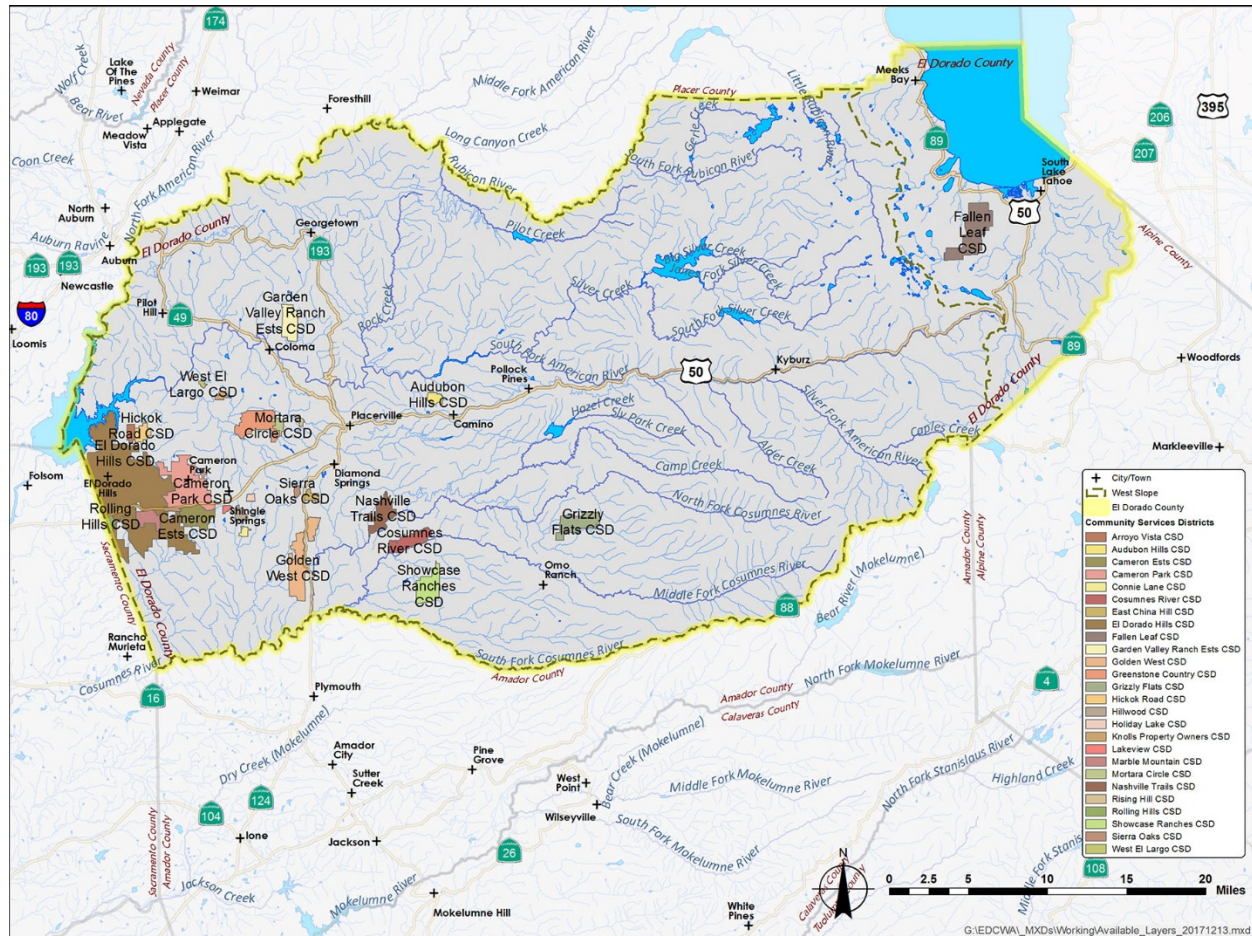 174
Nevada County
Placer County
Wolf Creek
Lake
Of The
Pines
Bear River
Weimar
Applegate
Meadow
Vista
Coon Creek
North Fork American River
Foresthill
Middle Fork American River
Long Canyon Creek
Rubicon River
Placer County
Gerle Creek
Little Rubicon River
South Fork Rubicon River
Meeks
Bay
El Dorado County
89
395
206
207
South
Lake
Tahoe
50
Alpine County
North
Auburn
Auburn Ravine
Auburn
193
193
Newcastle
80
Loomis
El Dorado County
Georgetown
193
Pilot Creek
Fallen
Leaf
CSD
Pilot
Hill
49
Garden
Valley Ranch
Ests CSD
Coloma
Rock Creek
Silver Creek
Jones Fork Silver Creek
South Fork Silver Creek
South Fork American River
Pollock
Pines
50
Kyburz
89
Woodfords
El Dorado County
West El
Largo CSD
Audubon
Hills CSD
Camino
Placerville
Hazel Creek
Sly Park Creek
Silver Fork American River
Caples Creek
Alder Creek
Camp Creek
Markleeville
Hickok
Road CSD
Mortara
Circle CSD
El Dorado
Hills CSD
Folsom
El Dorado
Hills
Cameron
Park
Cameron
Park CSD
Shingle
Springs
Sierra
Oaks CSD
Diamond
Springs
Rolling
Hills CSD
Cameron
Ests CSD
Nashville
Trails CSD
Cosumnes
River CSD
Grizzly
Flats CSD
North Fork Cosumnes River
Golden
West CSD
Showcase
Ranches
CSD
Omo
Ranch
Middle Fork Cosumnes River
88
Bear River (Mokelumne)
Amador County
Alpine County
Sacramento County
El Dorado County
Rancho
Murieta
Cosumnes River
16
South Fork Cosumnes River
Amador County
Plymouth
Amador County
Calaveras County
North Fork Mokelumne River
4
Dry Creek (Mokelumne)
Amador
City
Sutter
Creek
Pine
Grove
West
Point
Wilseyville
Bear Creek (Mokelumne)
Middle Fork Mokelumne River
South Fork Mokelumne River
North Fork Stanislaus River
Highland Creek
Middle Fork Stanis
108
104
124
Ione
Jackson
26
Sacramento County
Amador County
Jackson Creek
Mokelumne River
Mokelumne Hill
White
Pines
Calaveras County
Tuolumne County
City/Town
West Slope
El Dorado County
Community Services Districts
Arroyo Vista CSD
Audubon Hills CSD
Cameron Ests CSD
Cameron Park CSD
Connie Lane CSD
Cosumnes River CSD
East China Hill CSD
El Dorado Hills CSD
Fallen Leaf CSD
Garden Valley Ranch Ests CSD
Golden West CSD
Greenstone Country CSD
Grizzly Flats CSD
Hickok Road CSD
Hillwood CSD
Holiday Lake CSD
Knolls Property Owners CSD
Lakeview CSD
Marble Mountain CSD
Mortara Circle CSD
Nashville Trails CSD
Rising Hill CSD
Rolling Hills CSD
Showcase Ranches CSD
Sierra Oaks CSD
West El Largo CSD
N
0 2.5 5 10 15 20
Miles
G:\EDCWA\_MXDs\Working\Available_Layers_20171213.mxd